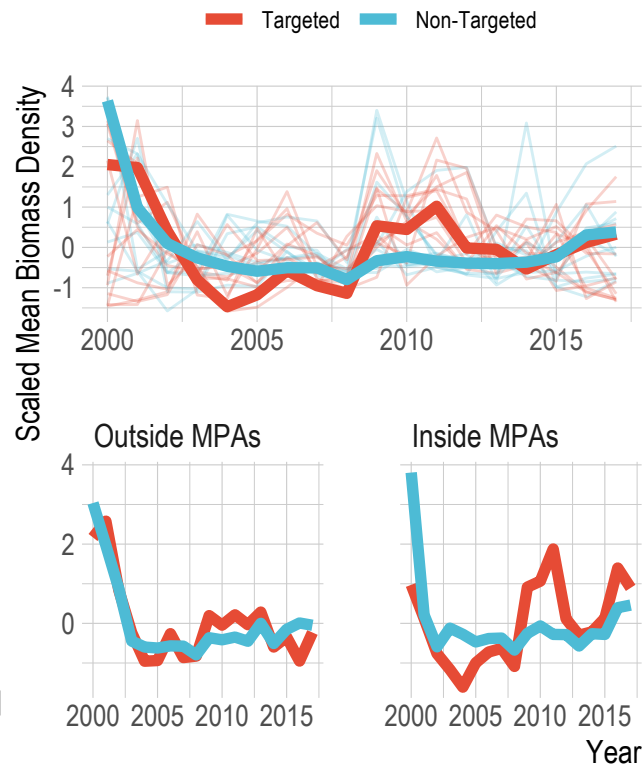 Targeted Non-Targeted
Scaled Mean Biomass Density
4
3
2
1
0
-1
2000 2005 2010 2015
Outside MPAs Inside MPAs
4
2
0
2000 2005 2010 2015 2000 2005 2010 2015
Year